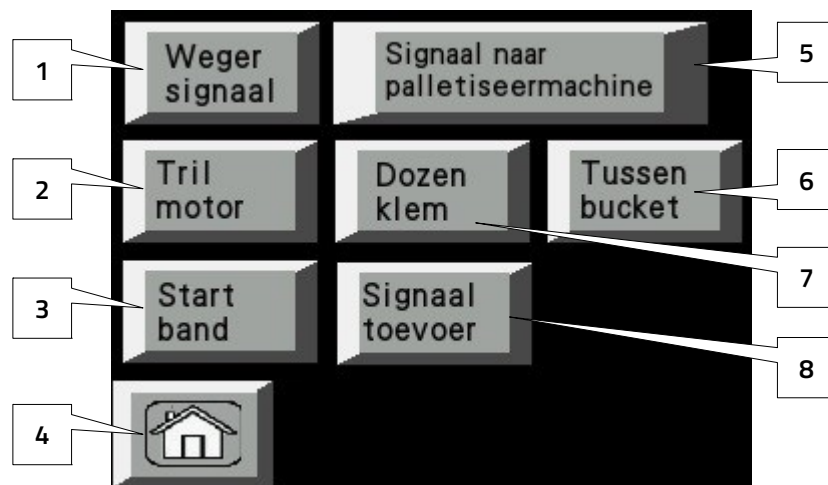 1
Weger
signaal
Signaal naar
palletiseermachine
5
2
Tril
motor
Dozen
klem
Tussen
bucket
6
7
3
Start
band
Signaal
toevoer
8
4